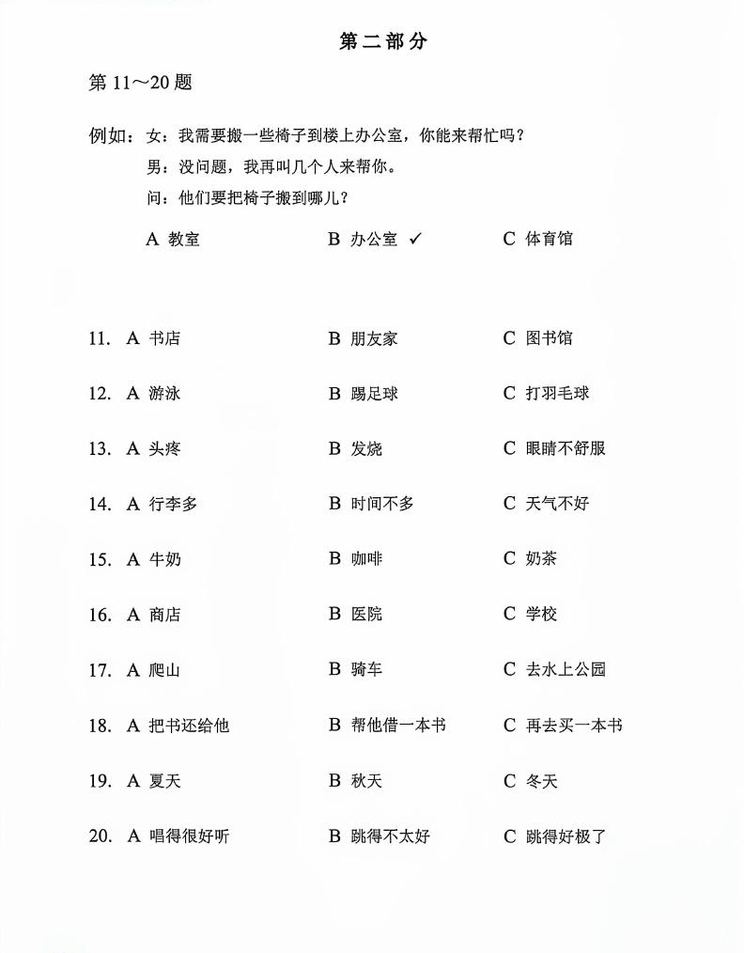 第二部分
第 11～20 题
例如：女：我需要搬一些椅子到楼上办公室，你能来帮忙吗？
男：没问题，我再叫几个人来帮你。
问：他们要把椅子搬到哪儿？
A 教室 B 办公室 ✓ C 体育馆
11. A 书店 B 朋友家 C 图书馆
12. A 游泳 B 踢足球 C 打羽毛球
13. A 头疼 B 发烧 C 眼睛不舒服
14. A 行李多 B 时间不多 C 天气不好
15. A 牛奶 B 咖啡 C 奶茶
16. A 商店 B 医院 C 学校
17. A 爬山 B 骑车 C 去水上公园
18. A 把书还给他 B 帮他借一本书 C 再去买一本书
19. A 夏天 B 秋天 C 冬天
20. A 唱得很好听 B 跳得不太好 C 跳得好极了